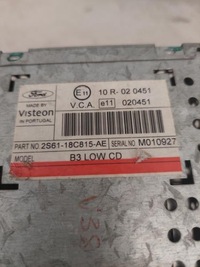 Ford
E11
10 R- 02 0451
MADE BY
Visteon
IN PORTUGAL
V.C.A.
e11
020451
PART NO. 2S61-18C815-AE
SERIAL NO. M010927
MODEL
B3 LOW CD